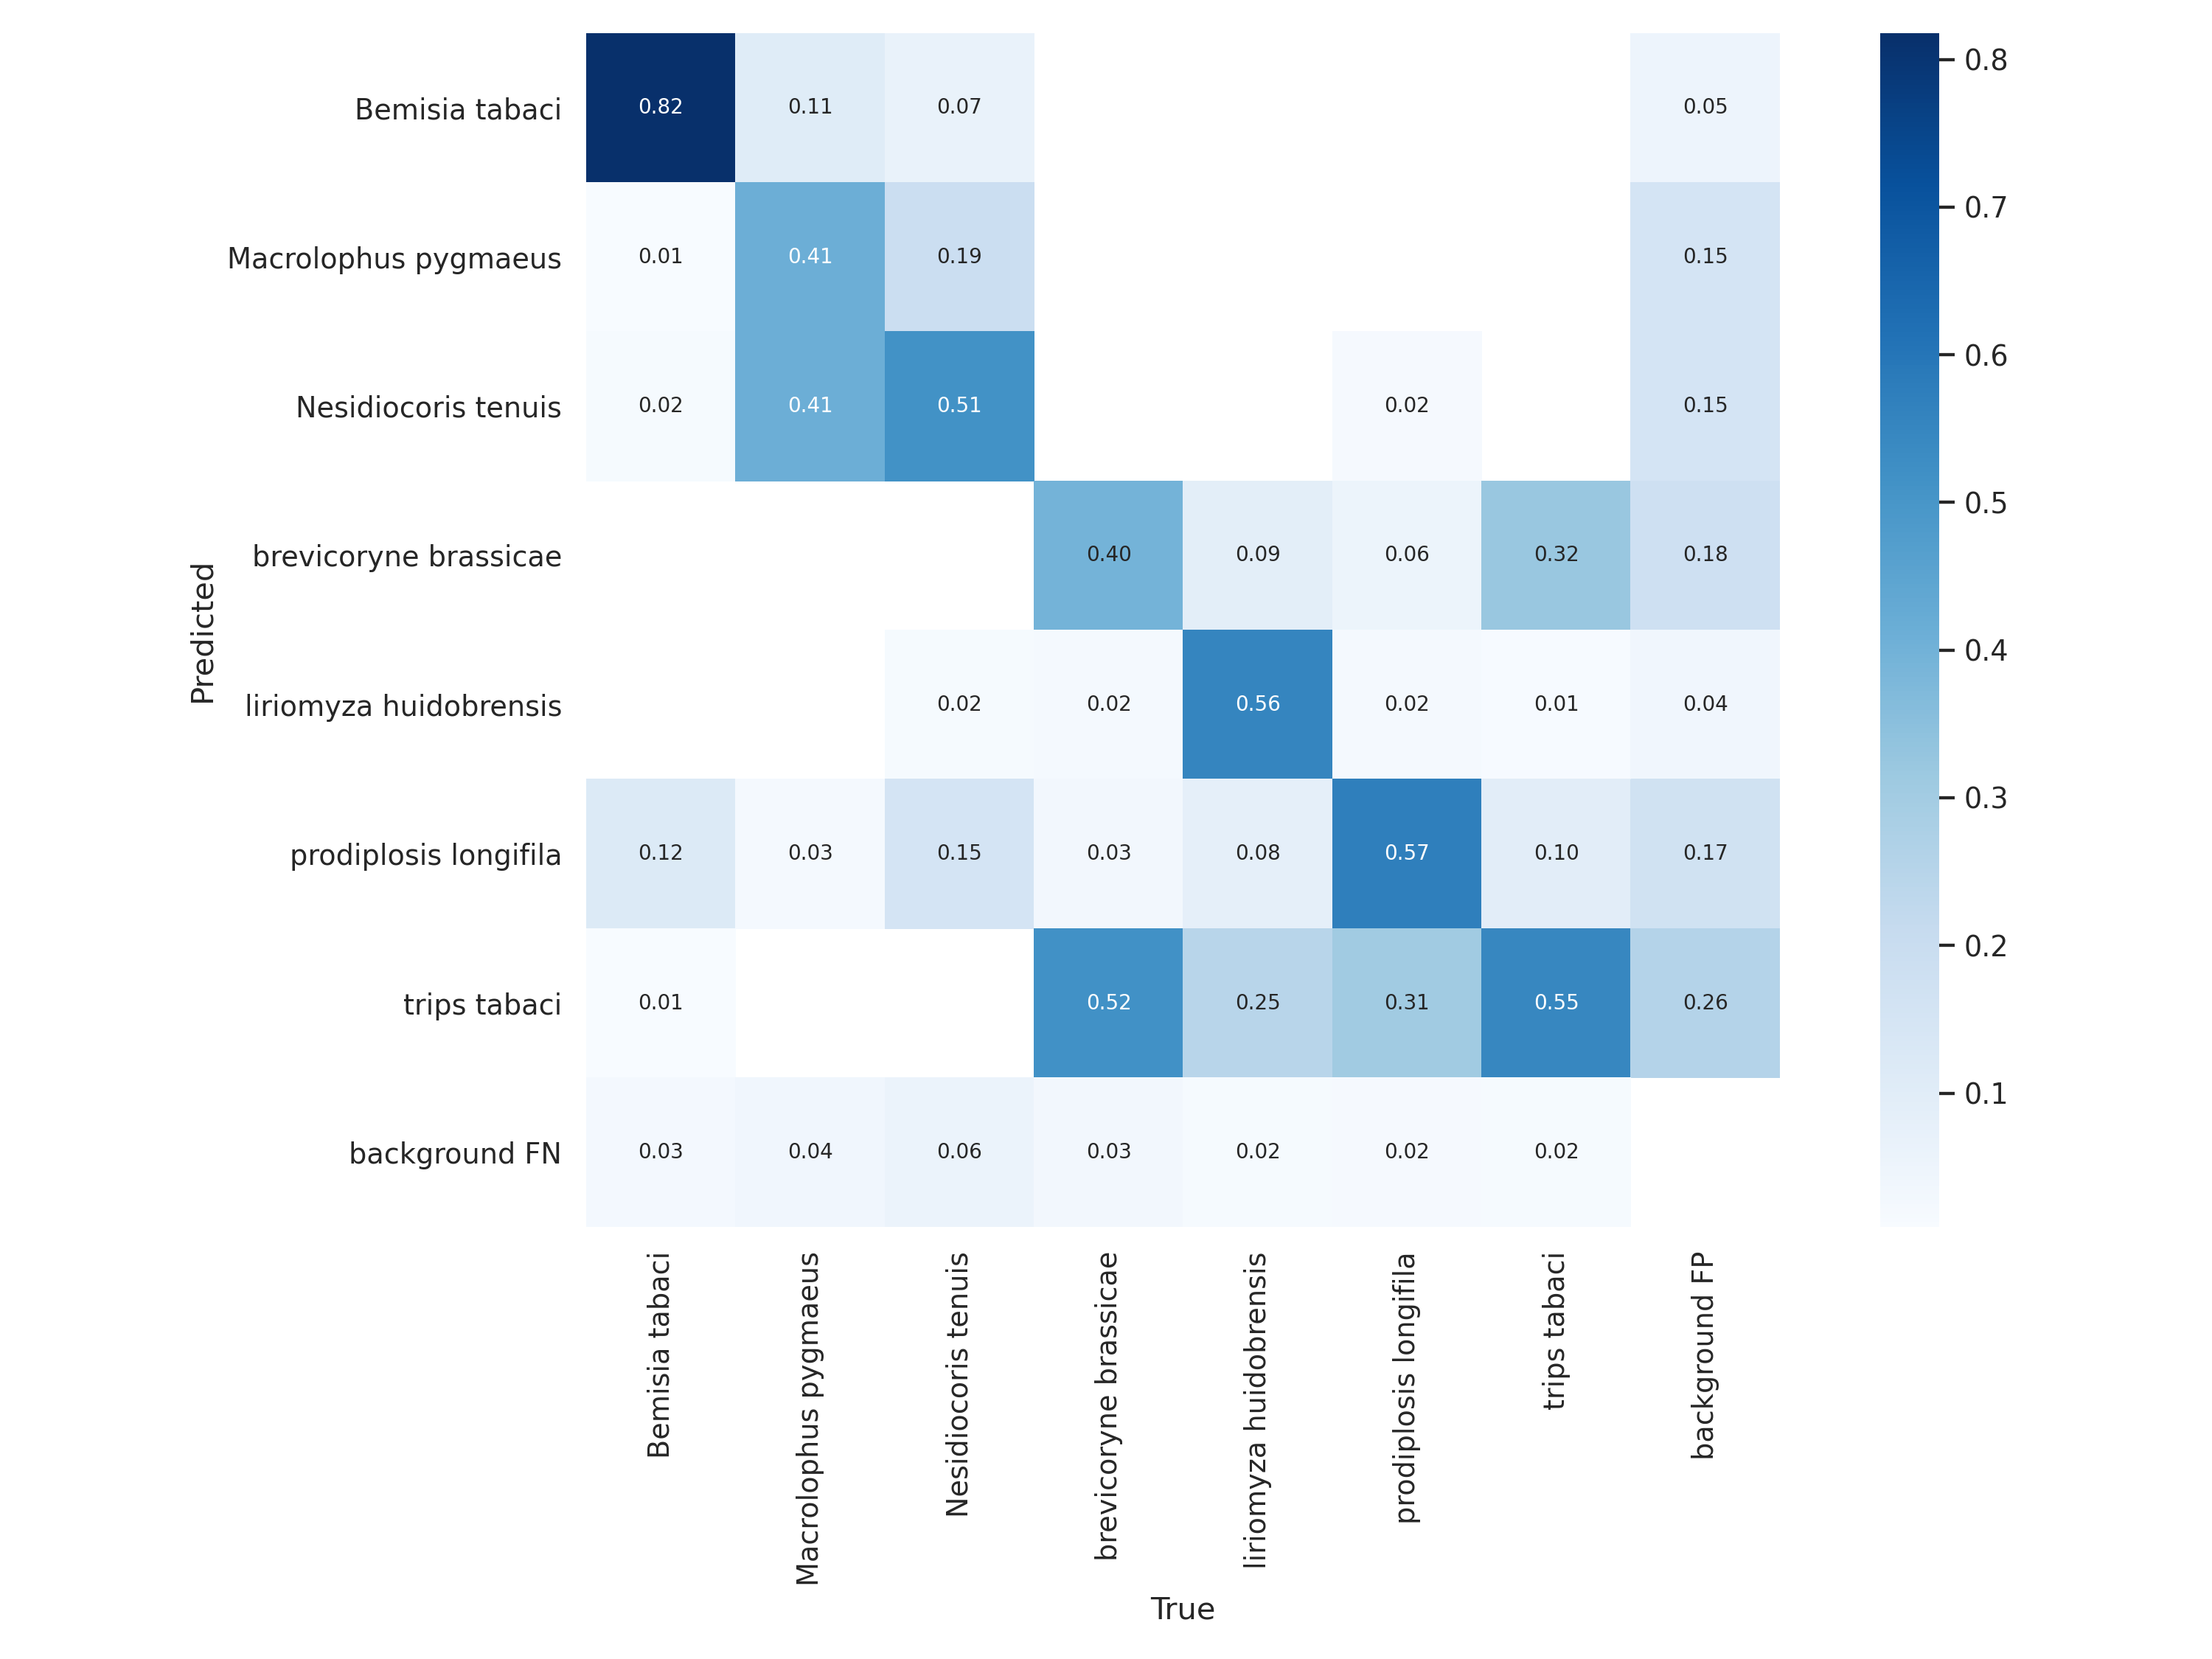 Predicted
Bemisia tabaci 0.82 0.11 0.07 0.05
Macrolophus pygmaeus 0.01 0.41 0.19 0.15
Nesidiocoris tenuis 0.02 0.41 0.51 0.02 0.15
brevicoryne brassicae 0.40 0.09 0.06 0.32 0.18
liriomyza huidobrensis 0.02 0.02 0.56 0.02 0.01 0.04
prodiplosis longifila 0.12 0.03 0.15 0.03 0.08 0.57 0.10 0.17
trips tabaci 0.01 0.52 0.25 0.31 0.55 0.26
background FN 0.03 0.04 0.06 0.03 0.02 0.02 0.02
Bemisia tabaci
Macrolophus pygmaeus
Nesidiocoris tenuis
brevicoryne brassicae
liriomyza huidobrensis
prodiplosis longifila
trips tabaci
background FP
True
0.8
0.7
0.6
0.5
0.4
0.3
0.2
0.1